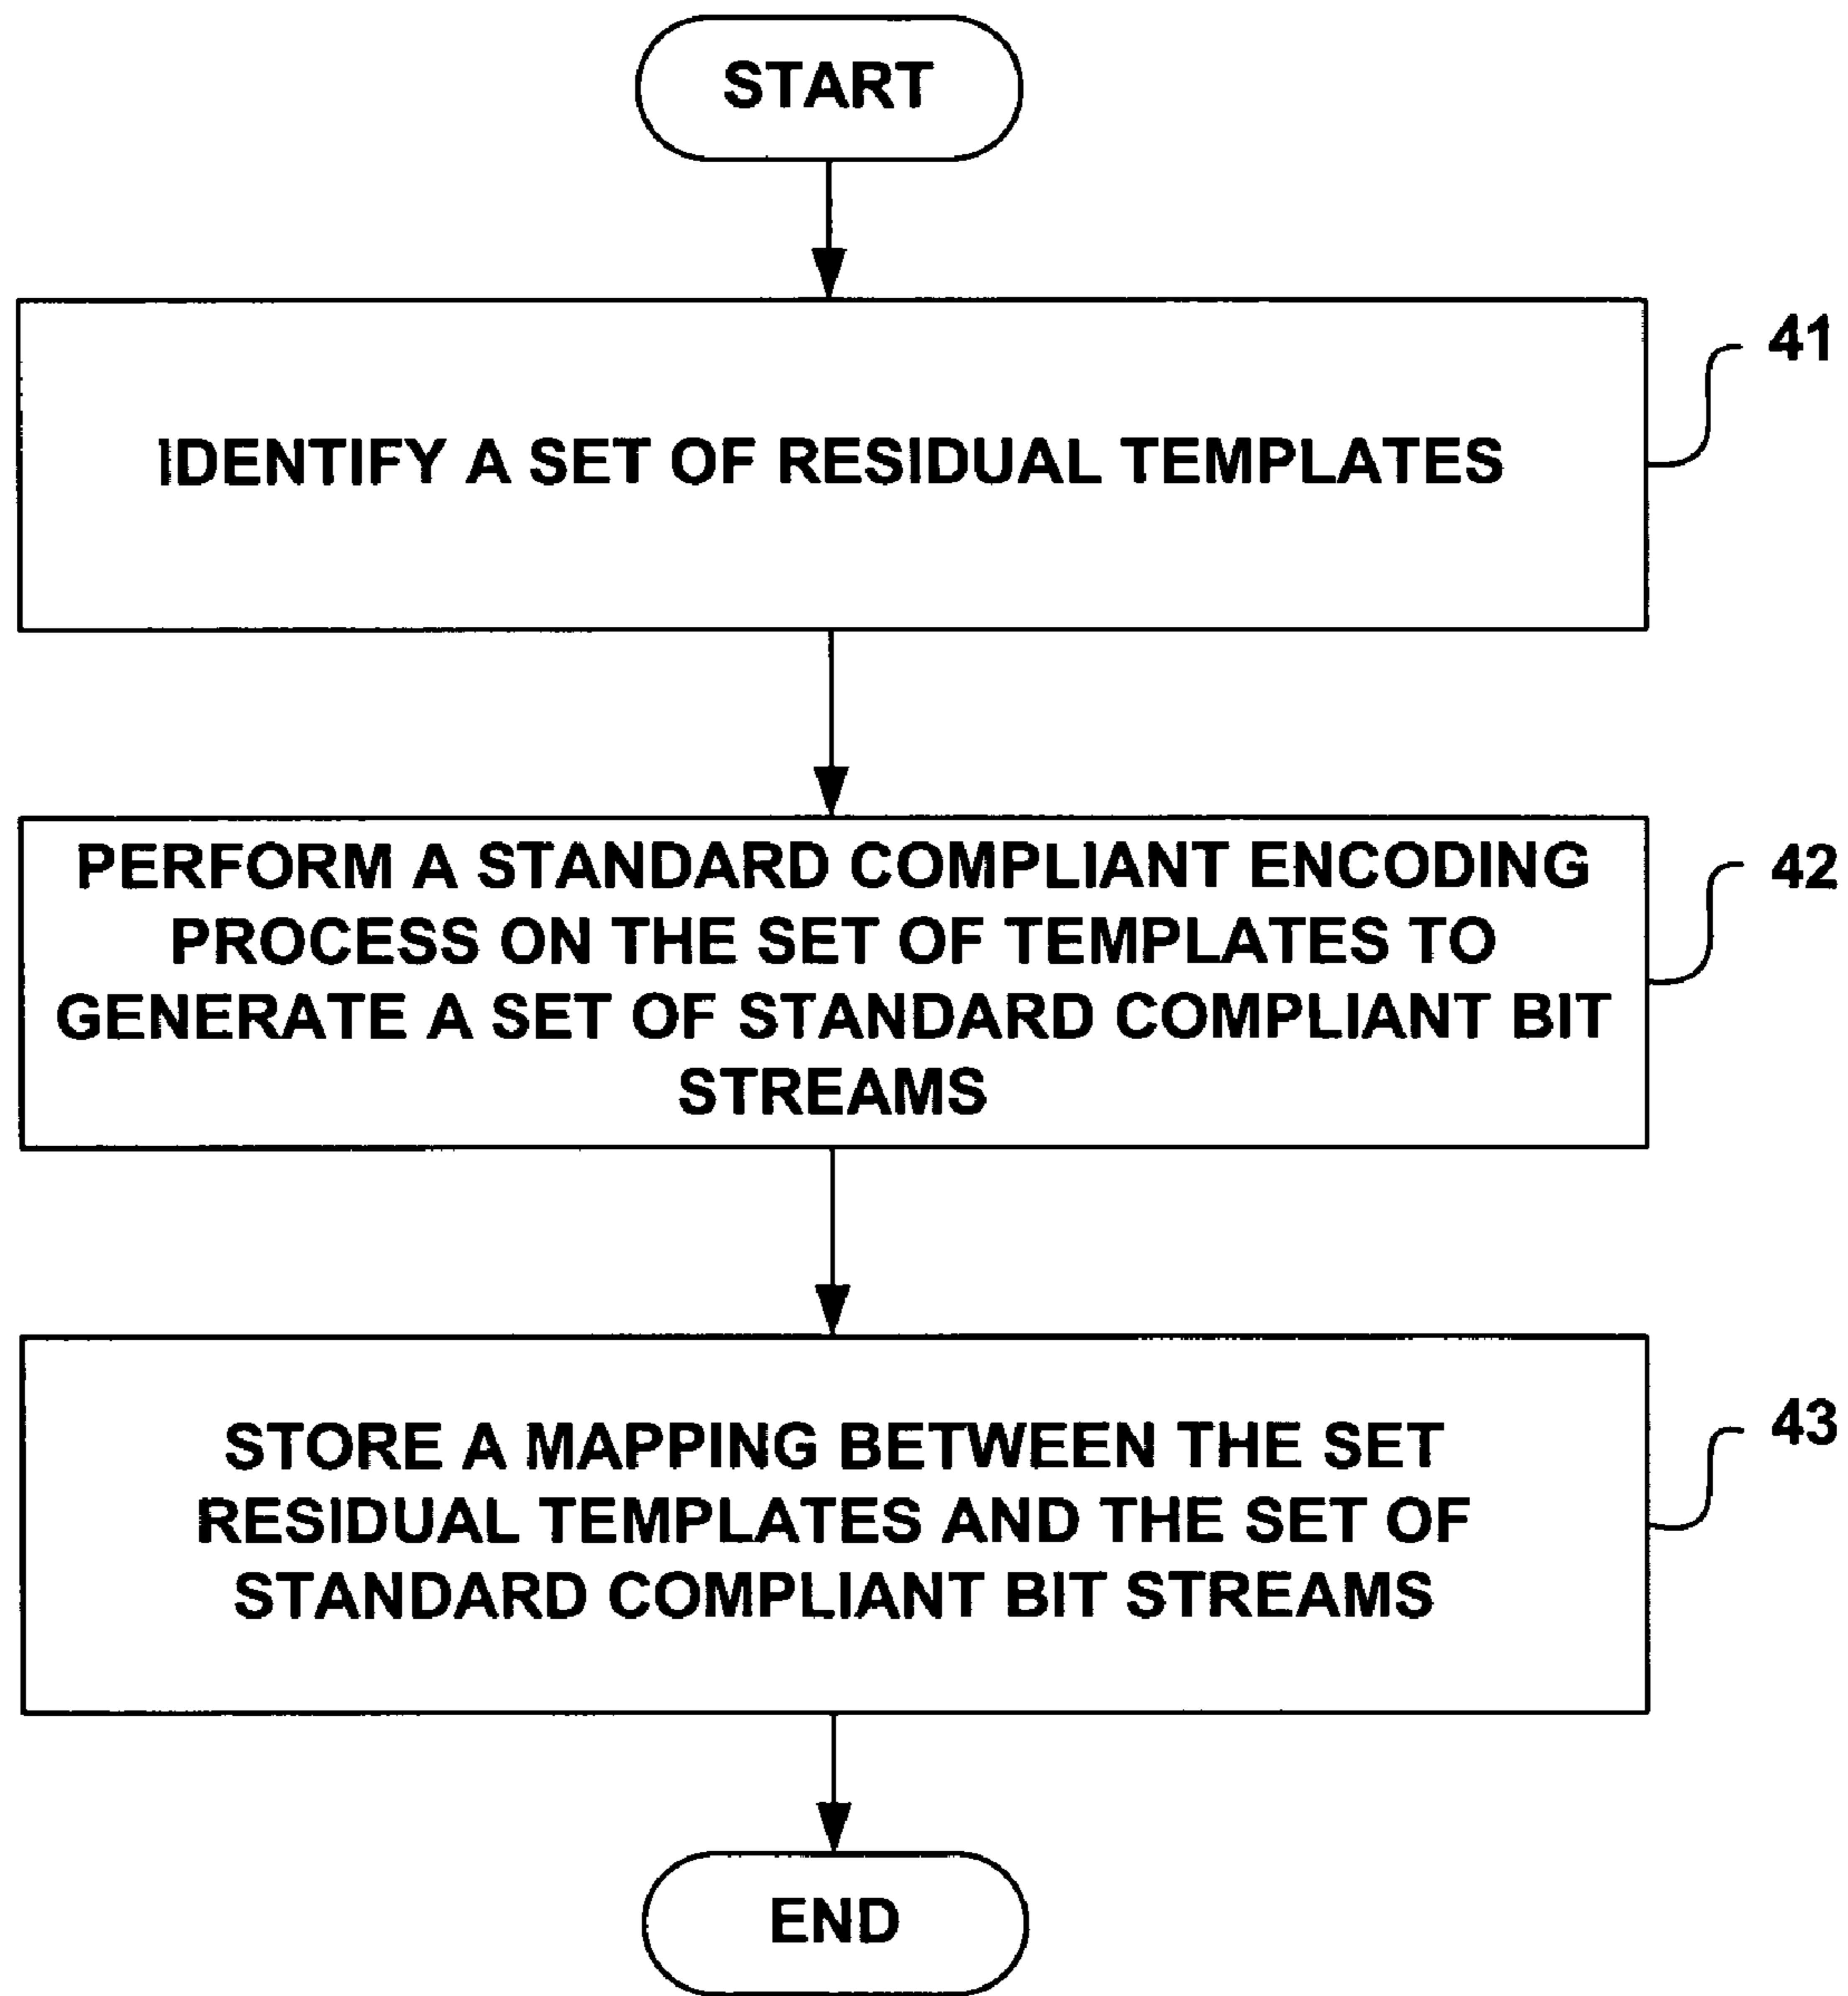 START
41
IDENTIFY A SET OF RESIDUAL TEMPLATES
PERFORM A STANDARD COMPLIANT ENCODING
42
PROCESS ON THE SET OF TEMPLATES TO
GENERATE A SET OF STANDARD COMPLIANT BIT
STREAMS
STORE A MAPPING BETWEEN THE SET
43
RESIDUAL TEMPLATES AND THE SET OF
STANDARD COMPLIANT BIT STREAMS
END